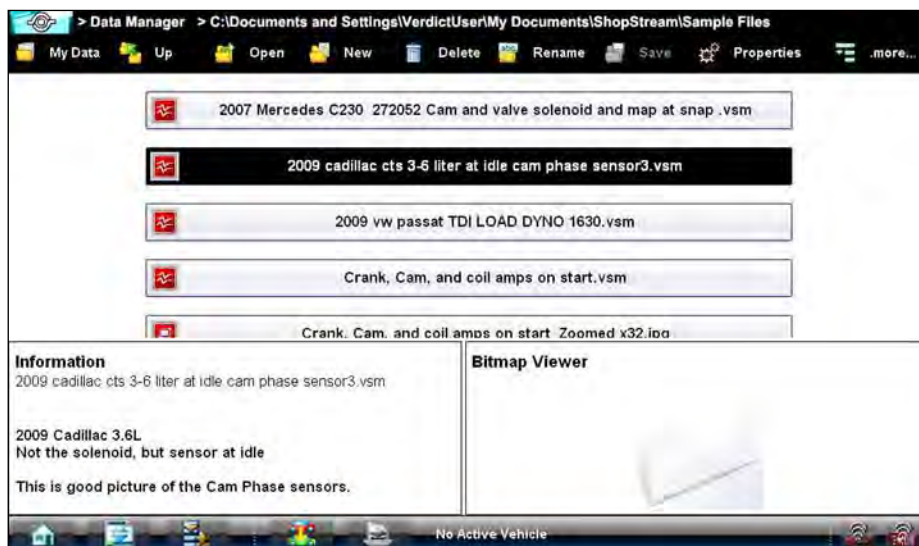 > Data Manager > C:\Documents and Settings\VerdictUser\My Documents\ShopStream\Sample Files
My Data Up Open New Delete Rename Save Properties .more...
2007 Mercedes C230 272052 Cam and valve solenoid and map at snap .vsm
2009 cadillac cts 3-6 liter at idle cam phase sensor3.vsm
2009 vw passat TDI LOAD DYNO 1630.vsm
Crank, Cam, and coil amps on start.vsm
Crank, Cam, and coil amps on start Zoomed x32.jpg
Information
2009 cadillac cts 3-6 liter at idle cam phase sensor3.vsm
2009 Cadillac 3.6L
Not the solenoid, but sensor at idle
This is good picture of the Cam Phase sensors.
Bitmap Viewer
No Active Vehicle